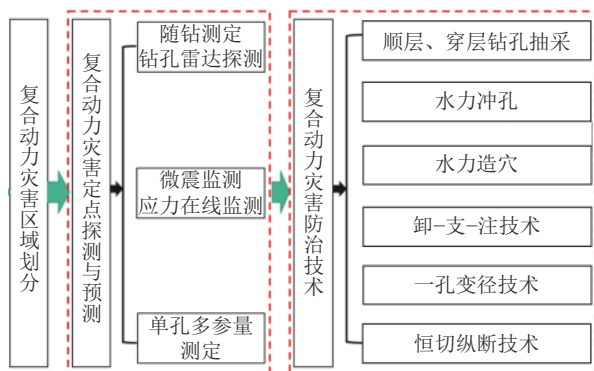 复合动力灾害区域划分
复合动力灾害定点探测与预测
随钻测定
钻孔雷达探测
微震监测
应力在线监测
单孔多参量
测定
复合动力灾害防治技术
顺层、穿层钻孔抽采
水力冲孔
水力造穴
卸-支-注技术
一孔变径技术
恒切纵断技术